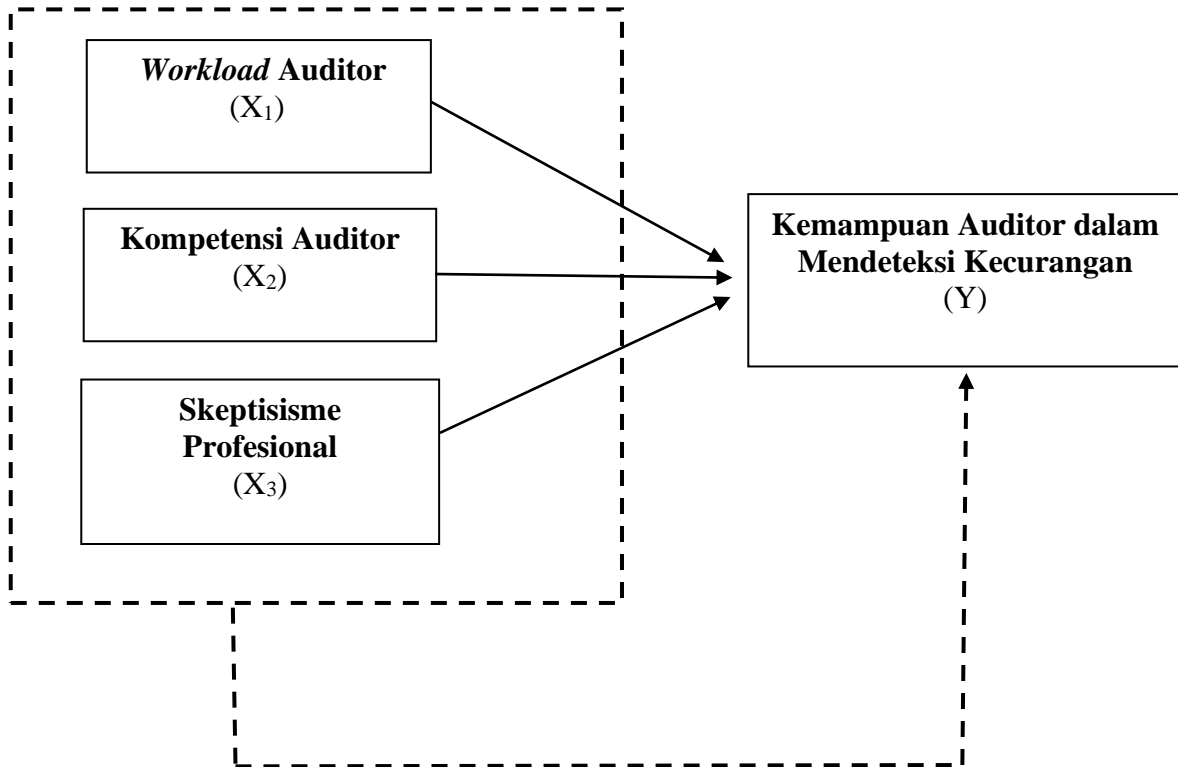 Workload Auditor
(X₁)
Kompetensi Auditor
(X₂)
Skeptisisme
Profesional
(X₃)
Kemampuan Auditor dalam
Mendeteksi Kecurangan
(Y)